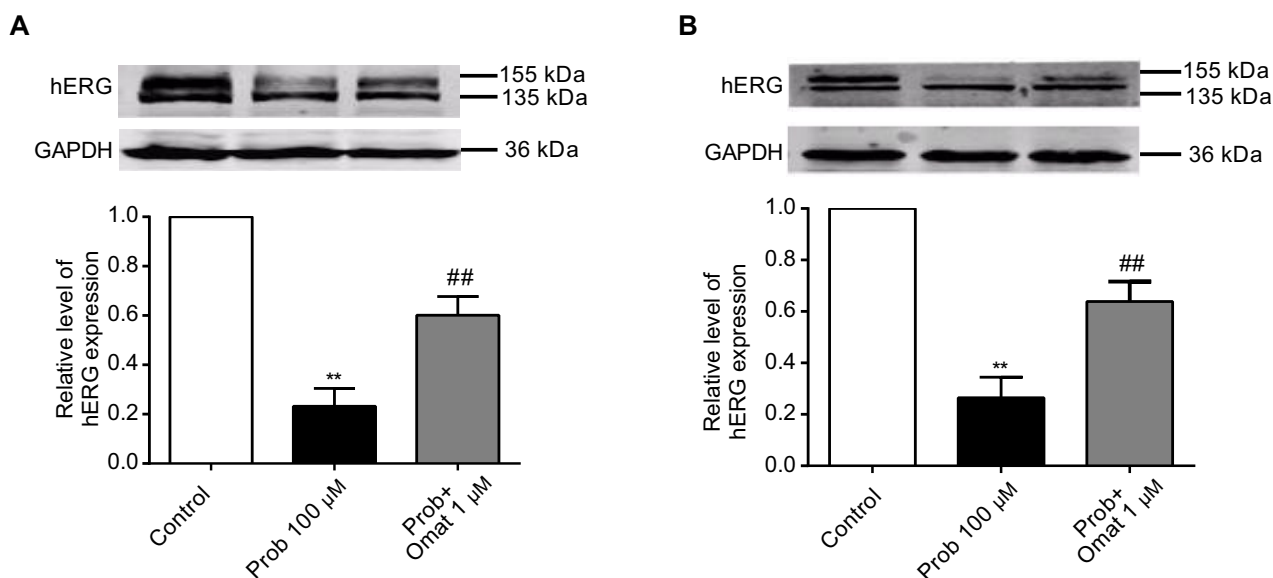 A
hERG
155 kDa
135 kDa
GAPDH
36 kDa
Relative level of
hERG expression
1.0
0.8
0.6
0.4
0.2
0.0
**
##
Control
Prob 100 µM
Prob+
Omat 1 µM
B
hERG
155 kDa
135 kDa
GAPDH
36 kDa
Relative level of
hERG expression
1.0
0.8
0.6
0.4
0.2
0.0
**
##
Control
Prob 100 µM
Prob+
Omat 1 µM